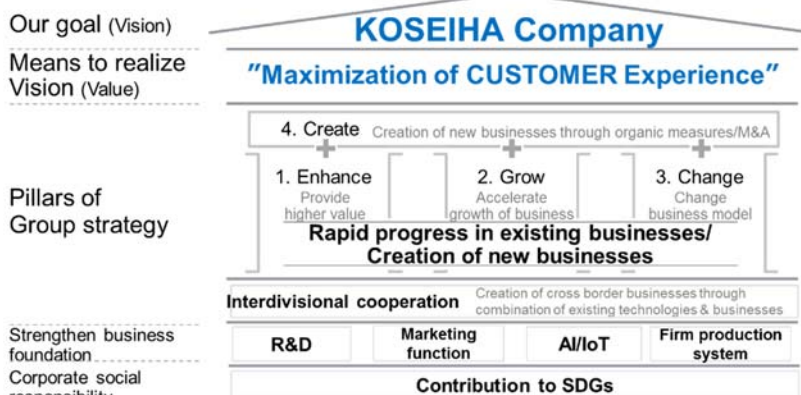 Our goal (Vision)
KOSEIHA Company
Means to realize
Vision (Value)
"Maximization of CUSTOMER Experience"
4. Create Creation of new businesses through organic measures/M&A
Pillars of
Group strategy
1. Enhance
Provide
higher value
2. Grow
Accelerate
growth of business
3. Change
Change
business model
Rapid progress in existing businesses/
Creation of new businesses
Interdivisional cooperation
Creation of cross border businesses through
combination of existing technologies & businesses
Strengthen business
foundation
R&D
Marketing
function
AI/IoT
Firm production
system
Corporate social
responsibility
Contribution to SDGs